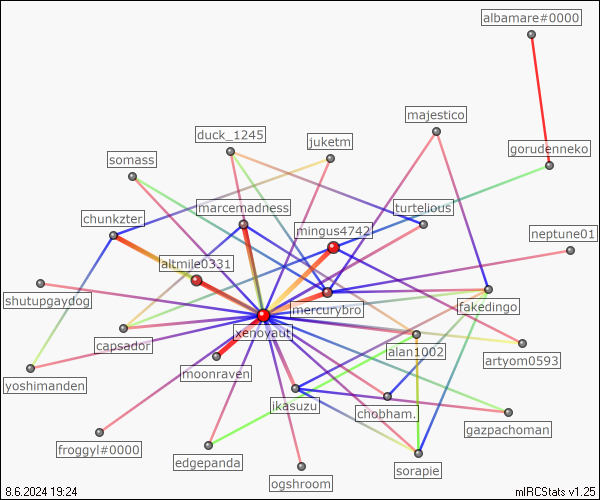 albamare#0000
majestico
duck_1245
juketm
gorudenneko
somass
marcemadness
turtelious
chunkzter
mingus4742
neptune01
altmile0331
shutupgaydog
mercurybro
fakedingo
xenovaut
capsador
alan1002
artyom0593
moonraven
yoshimanden
ikasuzu
chobham.
gazpachoman
froggyl#0000
edgepanda
sorapie
ogshroom
8.6.2024 19:24
mIRCStats v1.25